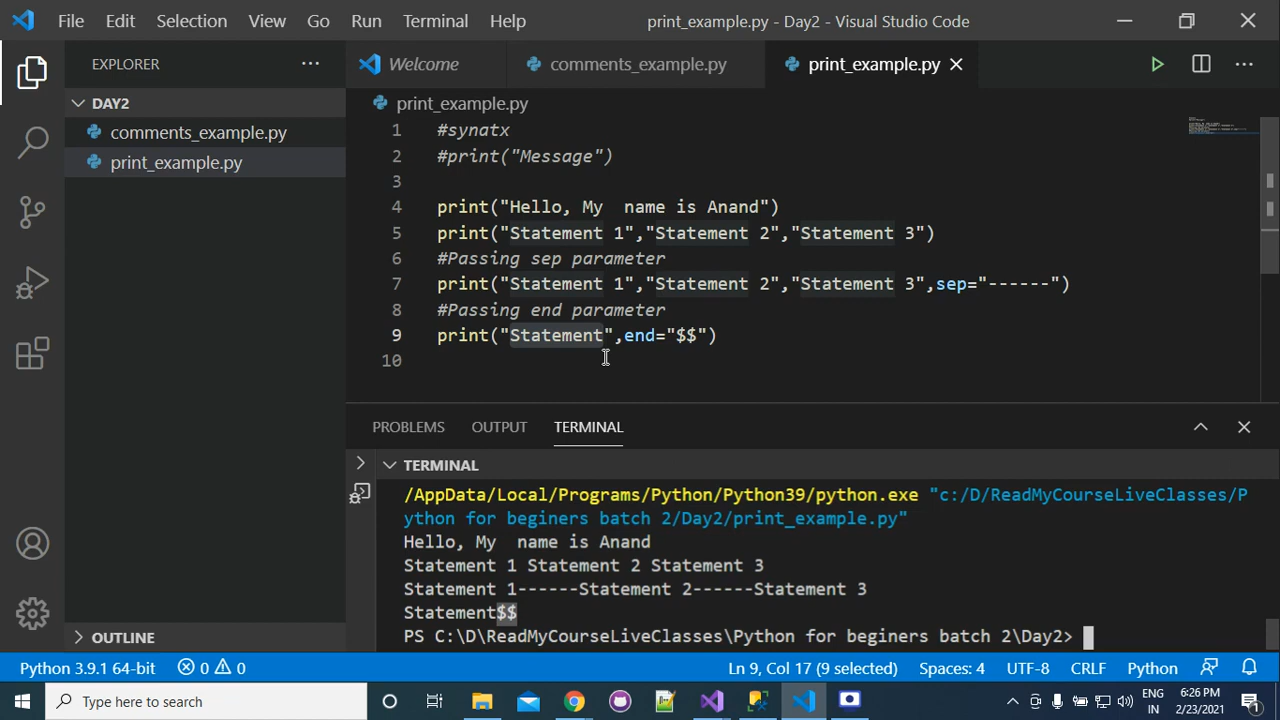 File Edit Selection View Go Run Terminal Help print_example.py - Day2 - Visual Studio Code
EXPLORER
Welcome comments_example.py print_example.py
DAY2
comments_example.py
print_example.py
print_example.py
1 #synatx
2 #print("Message")
3
4 print("Hello, My  name is Anand")
5 print("Statement 1","Statement 2","Statement 3")
6 #Passing sep parameter
7 print("Statement 1","Statement 2","Statement 3",sep="------")
8 #Passing end parameter
9 print("Statement",end="$$")
10
PROBLEMS OUTPUT TERMINAL
TERMINAL
/AppData/Local/Programs/Python/Python39/python.exe "c:/D/ReadMyCourseLiveClasses/P
ython for beginers batch 2/Day2/print_example.py"
Hello, My  name is Anand
Statement 1 Statement 2 Statement 3
Statement 1------Statement 2------Statement 3
Statement$$
PS C:\D\ReadMyCourseLiveClasses\Python for beginers batch 2\Day2>
OUTLINE
Python 3.9.1 64-bit 0 0 Ln 9, Col 17 (9 selected) Spaces: 4 UTF-8 CRLF Python
Type here to search
ENG
IN
6:26 PM
2/23/2021
1